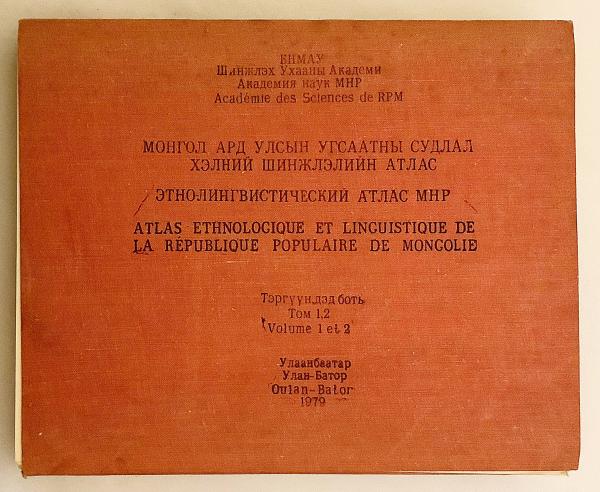 БНМАУ
Шинжлэх Ухааны Академи
Академия наук МНР
Académie des Sciences de RPM
МОНГОЛ АРД УЛСЫН УГСААТНЫ СУДЛАЛ
ХЭЛНИЙ ШИНЖЛЭЛИЙН АТЛАС
ЭТНОЛИНГВИСТИЧЕСКИЙ АТЛАС МНР
ATLAS ETHNOLOGIQUE ET LINGUISTIQUE DE
LA RÉPUBLIQUE POPULAIRE DE MONGOLIE
Тэргүүн,дэд боть
Том 1,2
Volume 1 et 2
Улаанбаатар
Улан-Батор
Oulan-Bator
1979